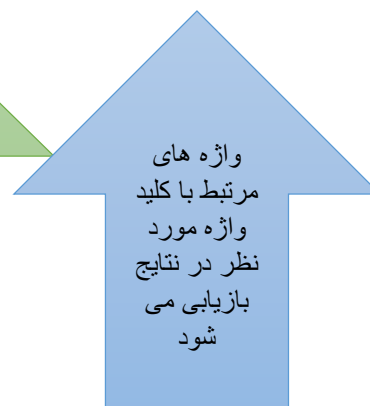 واژه های
مرتبط با کلید
واژه مورد
نظر در نتایج
بازیابی می
شود